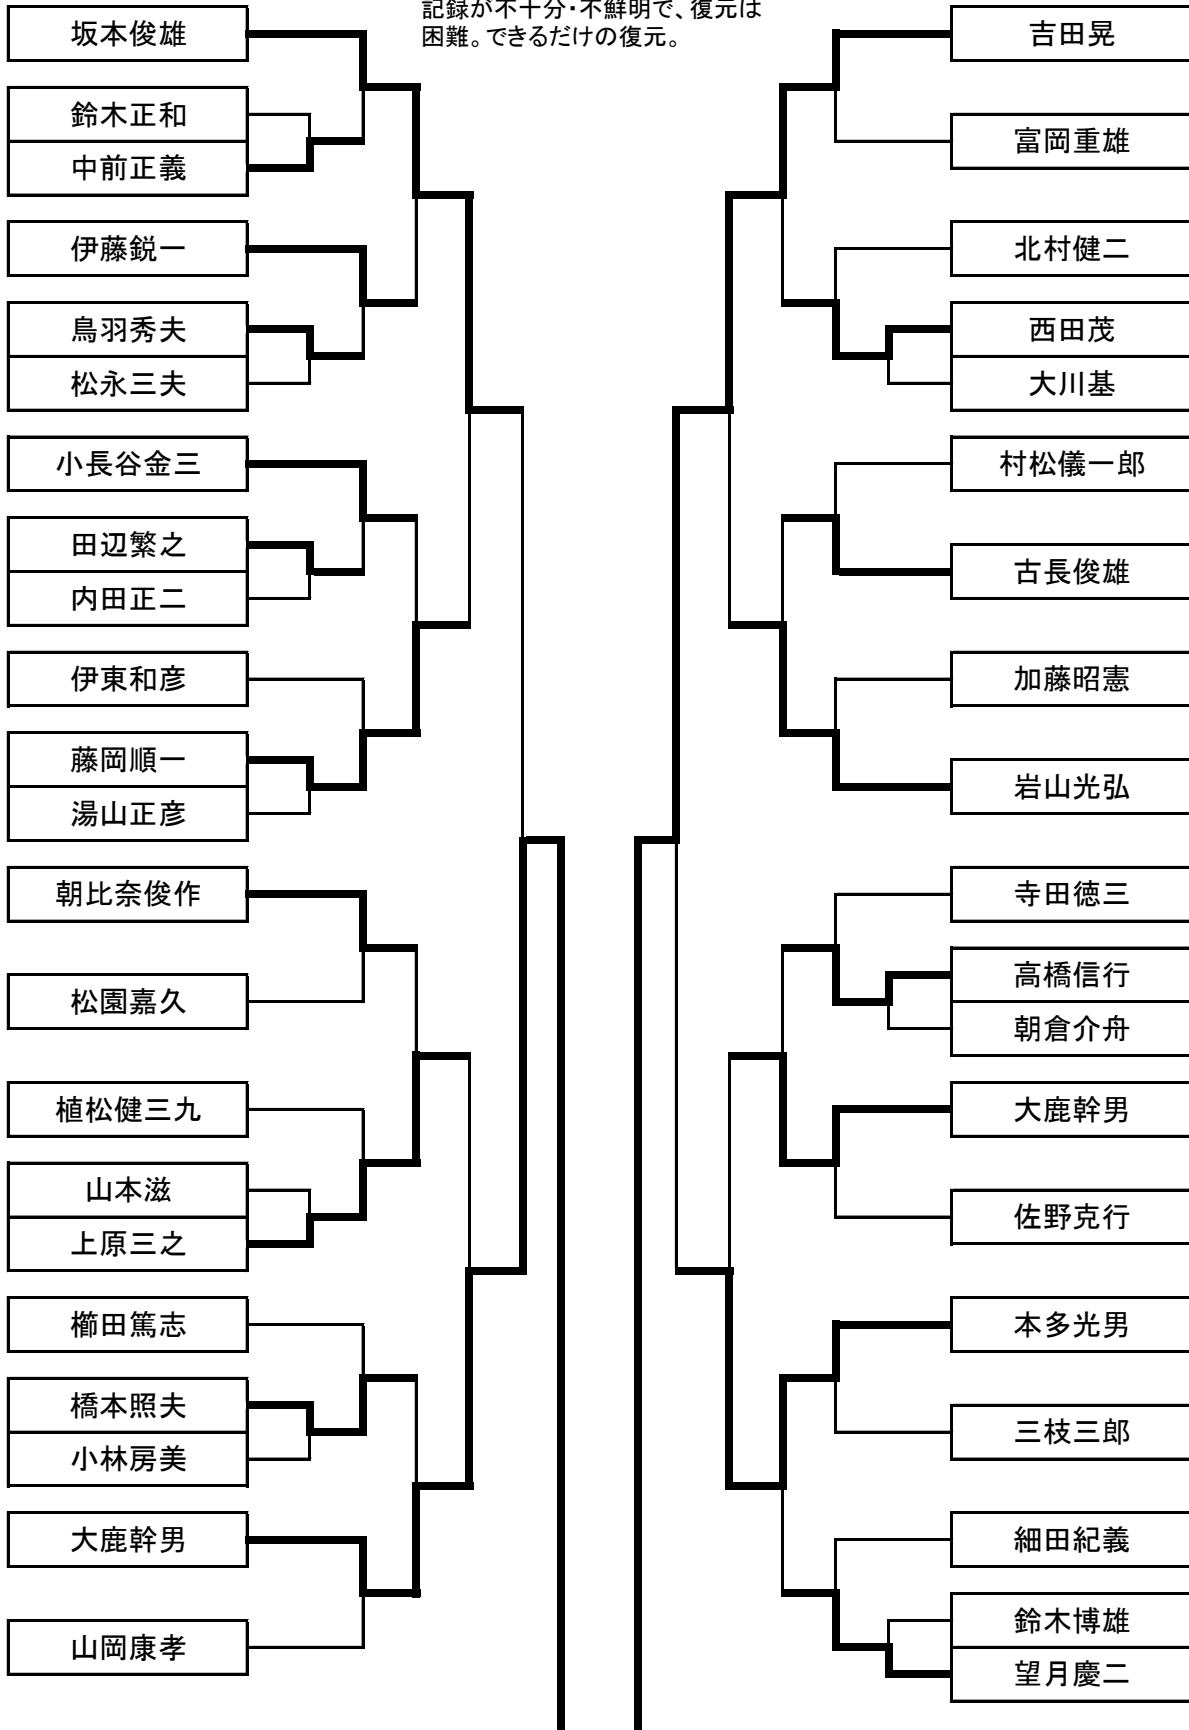 記録が不十分・不鮮明で、復元は
困難。できるだけの復元。
坂本俊雄
鈴木正和
中前正義
伊藤鋭一
鳥羽秀夫
松永三夫
小長谷金三
田辺繁之
内田正二
伊東和彦
藤岡順一
湯山正彦
朝比奈俊作
松園嘉久
植松健三九
山本滋
上原三之
櫛田篤志
橋本照夫
小林房美
大鹿幹男
山岡康孝
吉田晃
富岡重雄
北村健二
西田茂
大川基
村松儀一郎
古長俊雄
加藤昭憲
岩山光弘
寺田徳三
高橋信行
朝倉介舟
大鹿幹男
佐野克行
本多光男
三枝三郎
細田紀義
鈴木博雄
望月慶二